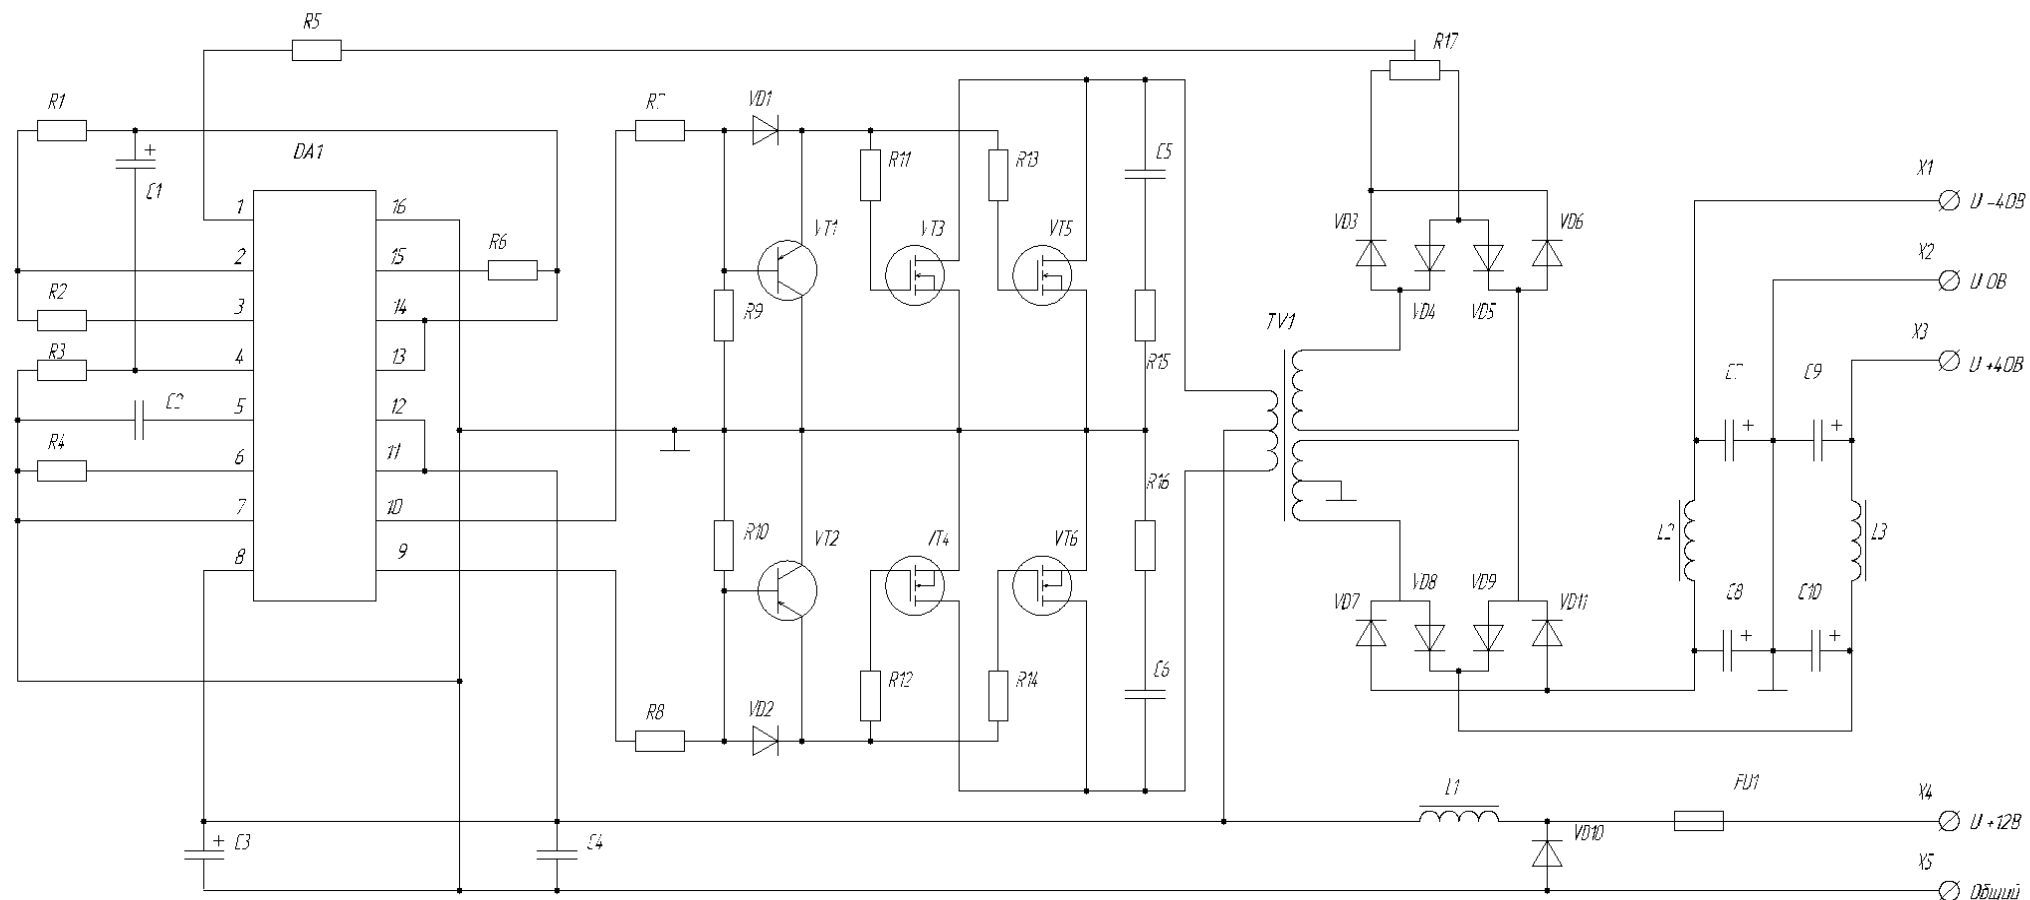 R5
R17
R1
VD1
R7
DA1
C1
R11
R13
C5
X1
U -40В
1
16
VT1
VT3
VT5
VD3
VD6
2
15
R6
X2
U 0В
R2
3
14
R9
VD4
VD5
TV1
X3
R3
4
13
R15
U +40В
C7
C9
C2
5
12
R4
6
11
R16
7
10
R10
VT2
VT4
VT6
L2
L3
8
9
VD7
VD8
VD9
VD11
C8
C10
R12
R14
C6
R8
VD2
L1
FU1
X4
U +12В
C3
C4
VD10
X5
Общий